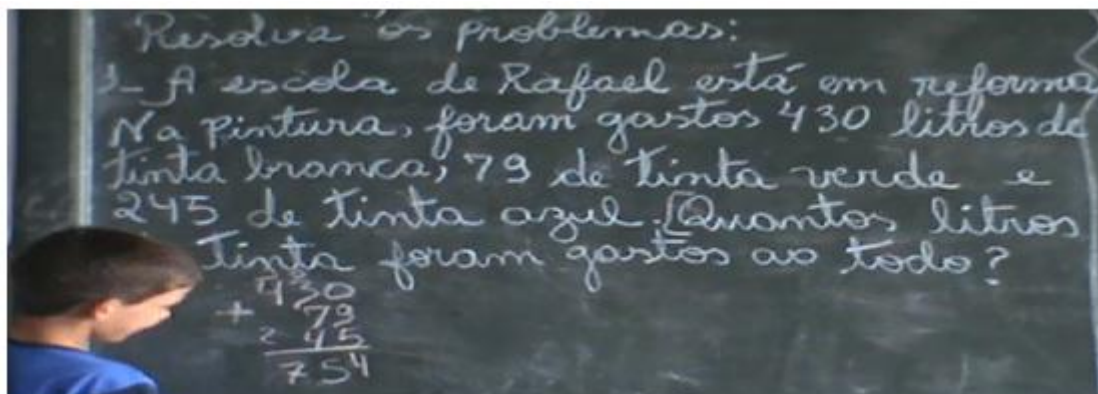 Resolva os problemas:
1- A escola de Rafael está em reforma
Na pintura, foram gastos 430 litros de
tinta branca, 79 de tinta verde e
245 de tinta azul. [Quantos litros
tinta foram gastos ao todo?
430
+ 79
245
754